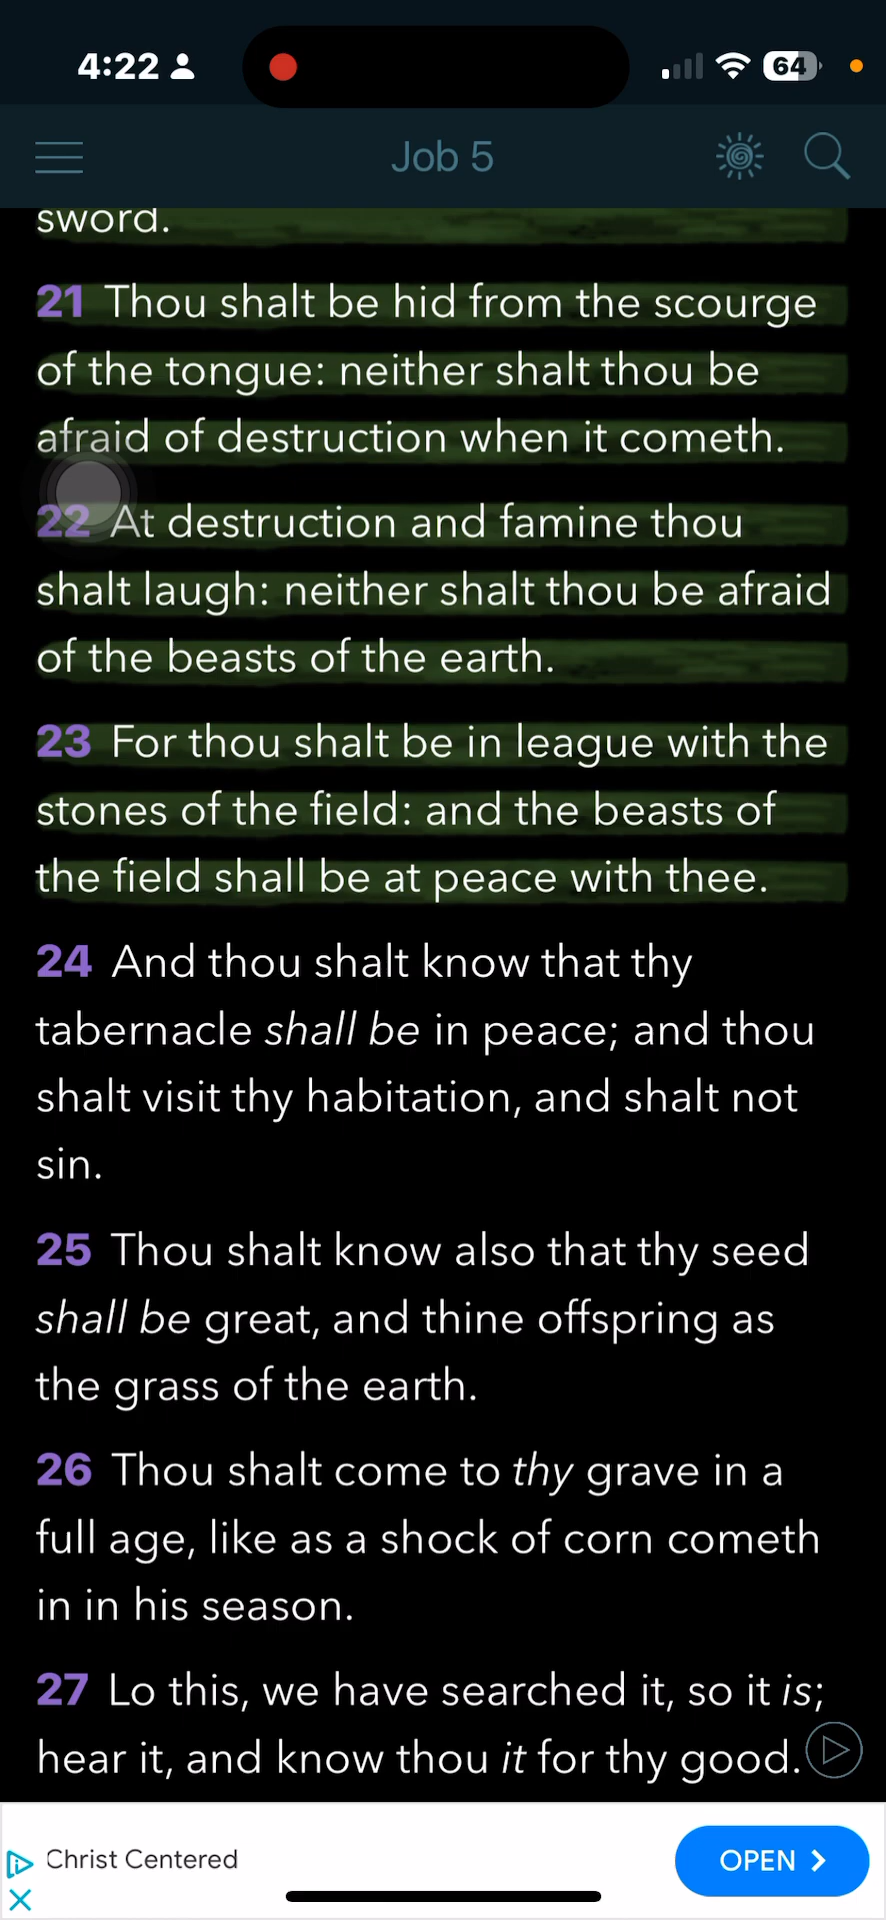 4:22
64
Job 5
sword.
21 Thou shalt be hid from the scourge
of the tongue: neither shalt thou be
afraid of destruction when it cometh.
22 At destruction and famine thou
shalt laugh: neither shalt thou be afraid
of the beasts of the earth.
23 For thou shalt be in league with the
stones of the field: and the beasts of
the field shall be at peace with thee.
24 And thou shalt know that thy
tabernacle shall be in peace; and thou
shalt visit thy habitation, and shalt not
sin.
25 Thou shalt know also that thy seed
shall be great, and thine offspring as
the grass of the earth.
26 Thou shalt come to thy grave in a
full age, like as a shock of corn cometh
in in his season.
27 Lo this, we have searched it, so it is;
hear it, and know thou it for thy good.
Christ Centered
OPEN